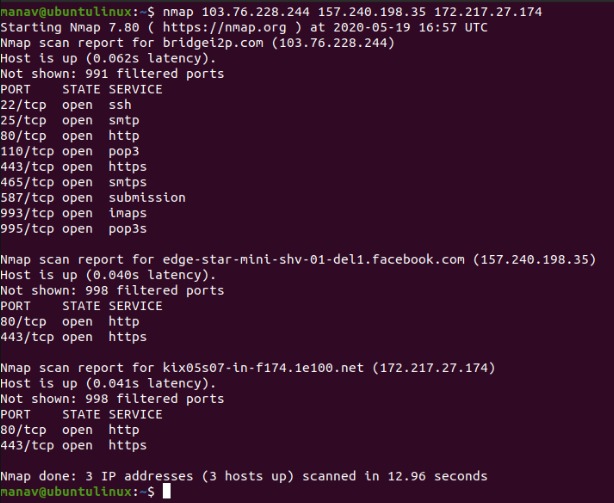 manav@ubuntulinux:~$ nmap 103.76.228.244 157.240.198.35 172.217.27.174
Starting Nmap 7.80 ( https://nmap.org ) at 2020-05-19 16:57 UTC
Nmap scan report for bridgei2p.com (103.76.228.244)
Host is up (0.062s latency).
Not shown: 991 filtered ports
PORT    STATE SERVICE
22/tcp  open  ssh
25/tcp  open  smtp
80/tcp  open  http
110/tcp open  pop3
443/tcp open  https
465/tcp open  smtps
587/tcp open  submission
993/tcp open  imaps
995/tcp open  pop3s
Nmap scan report for edge-star-mini-shv-01-del1.facebook.com (157.240.198.35)
Host is up (0.040s latency).
Not shown: 998 filtered ports
PORT    STATE SERVICE
80/tcp  open  http
443/tcp open  https
Nmap scan report for kix05s07-in-f174.1e100.net (172.217.27.174)
Host is up (0.041s latency).
Not shown: 998 filtered ports
PORT    STATE SERVICE
80/tcp  open  http
443/tcp open  https
Nmap done: 3 IP addresses (3 hosts up) scanned in 12.96 seconds
manav@ubuntulinux:~$